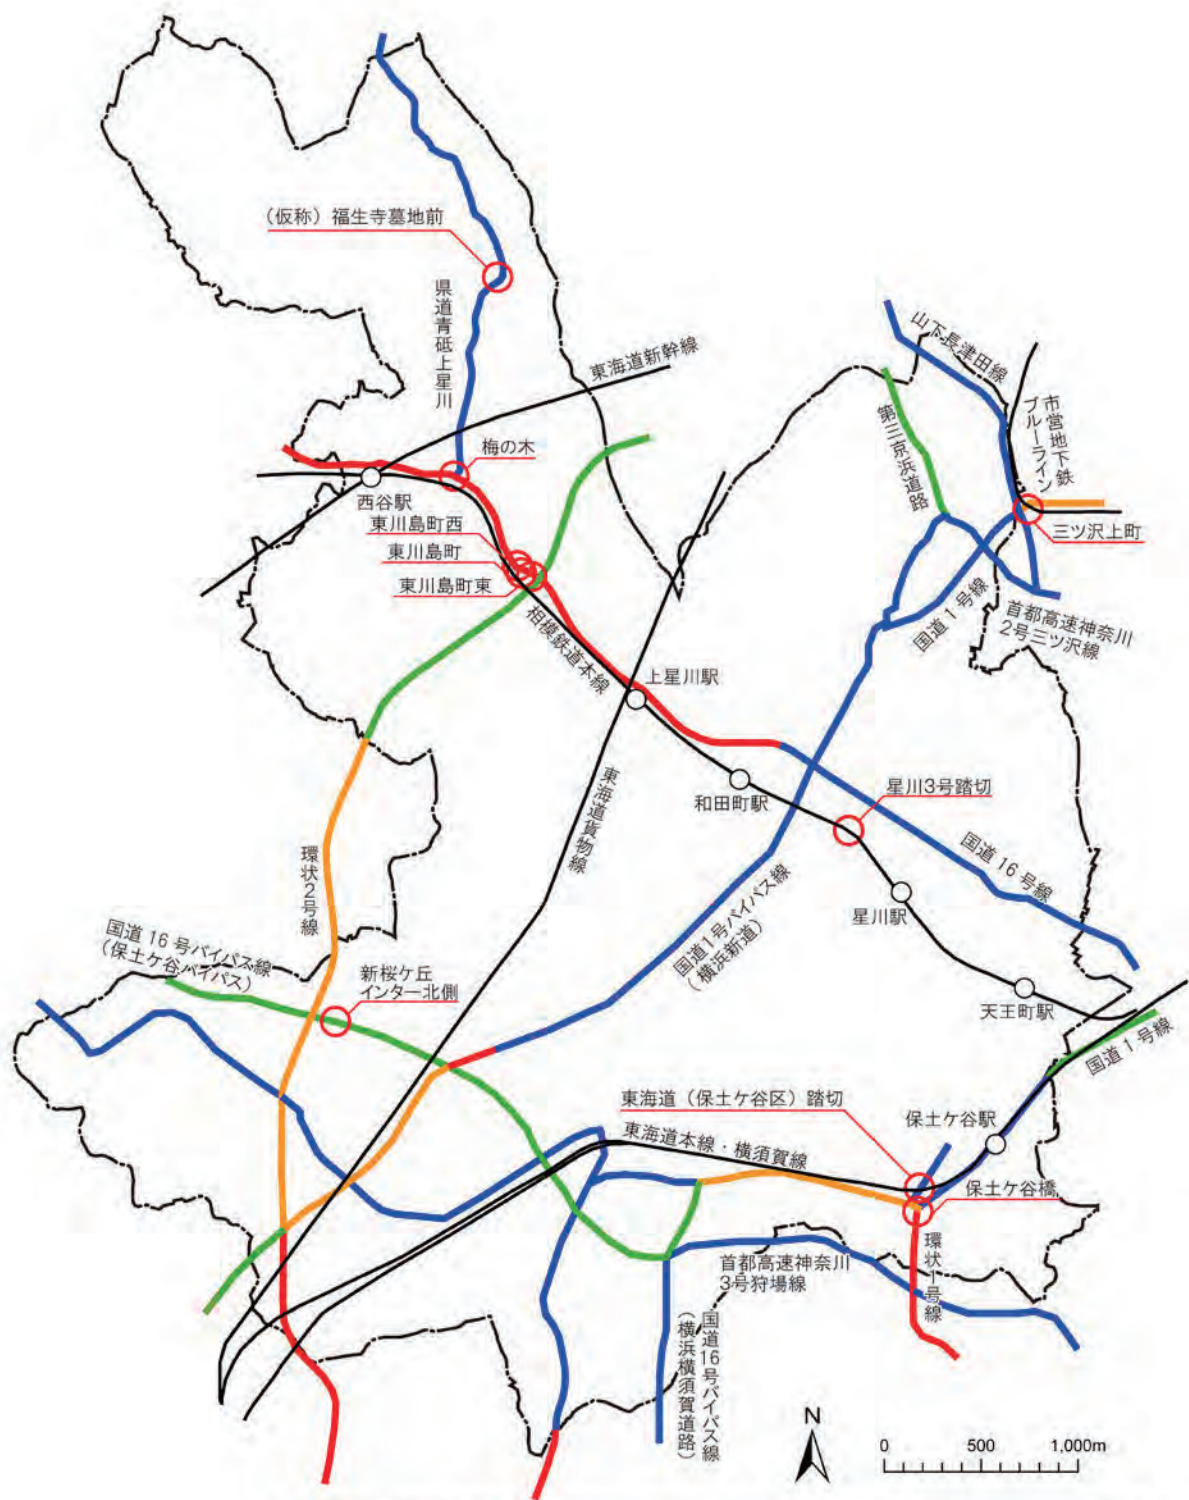 (仮称)福生寺墓地前
県道青砥上星川
東海道新幹線
山下長津田線
市営地下鉄
ブルーライン
第三京浜道路
梅の木
西谷駅
東川島町西
東川島町
東川島町東
三ツ沢上町
国道1号線
首都高速神奈川
2号三ツ沢線
相模鉄道本線
上星川駅
東海道貨物線
和田町駅
星川3号踏切
国道16号線
環状2号線
星川駅
国道1号バイパス線
(横浜新道)
国道16号バイパス線
(保土ケ谷バイパス)
新桜ケ丘
インター北側
天王町駅
国道1号線
東海道(保土ケ谷区)踏切
保土ケ谷駅
東海道本線・横須賀線
保土ケ谷橋
環状1号線
首都高速神奈川
3号狩場線
国道16号バイパス線
(横浜横須賀道路)
N
0 500 1,000m